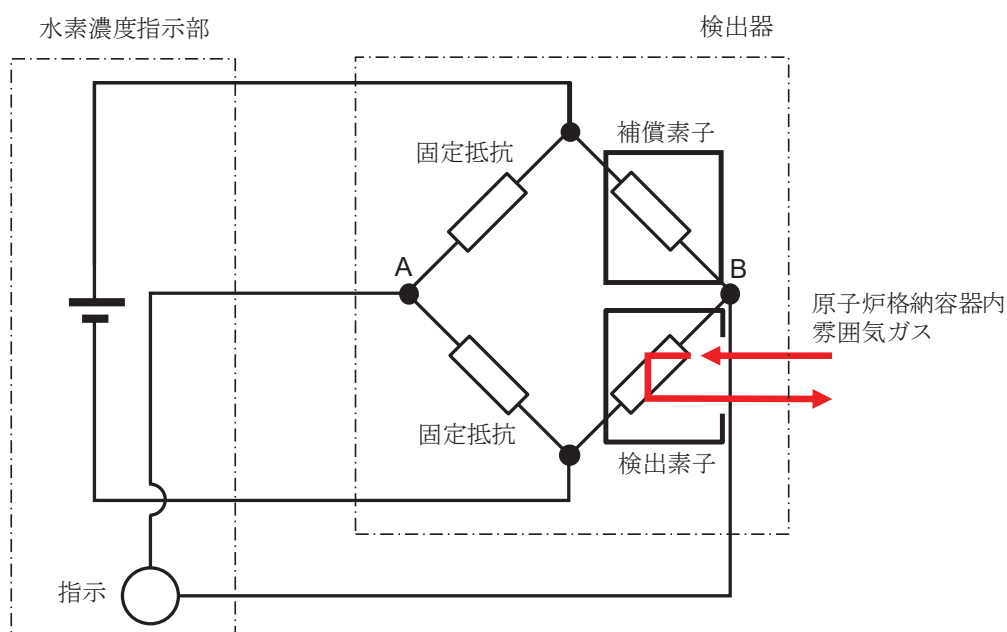 水素濃度指示部
検出器
補償素子
固定抵抗
A
B
原子炉格納容器内
雰囲気ガス
固定抵抗
検出素子
指示